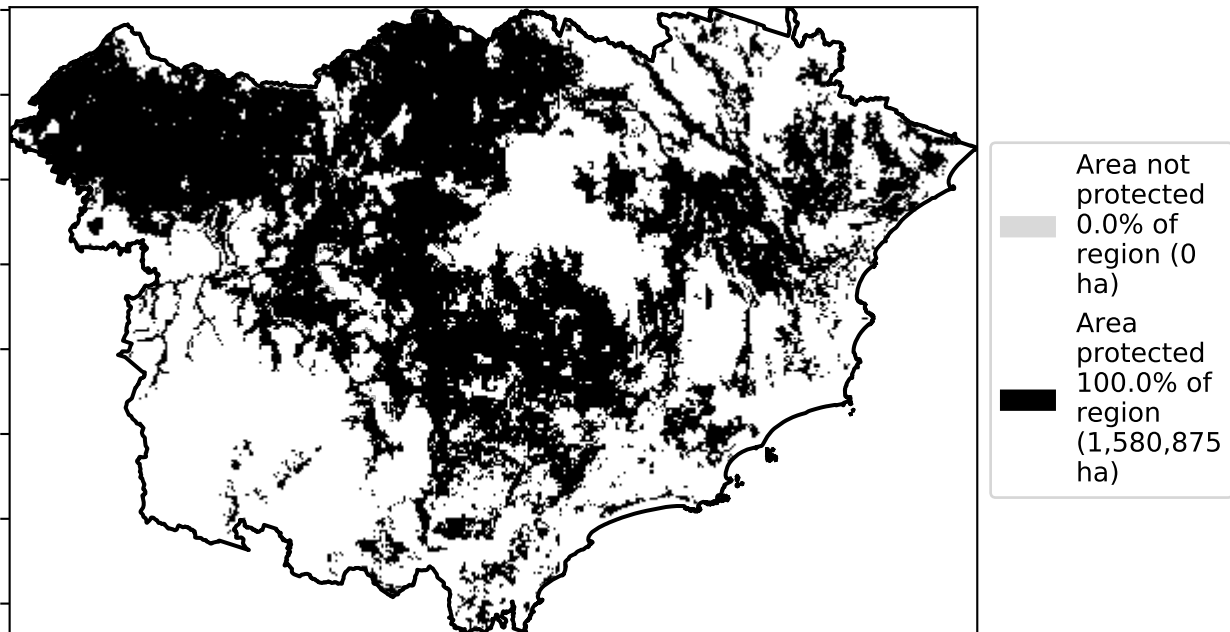 Area not
protected
0.0% of
region (0
ha)
Area
protected
100.0% of
region
(1,580,875
ha)